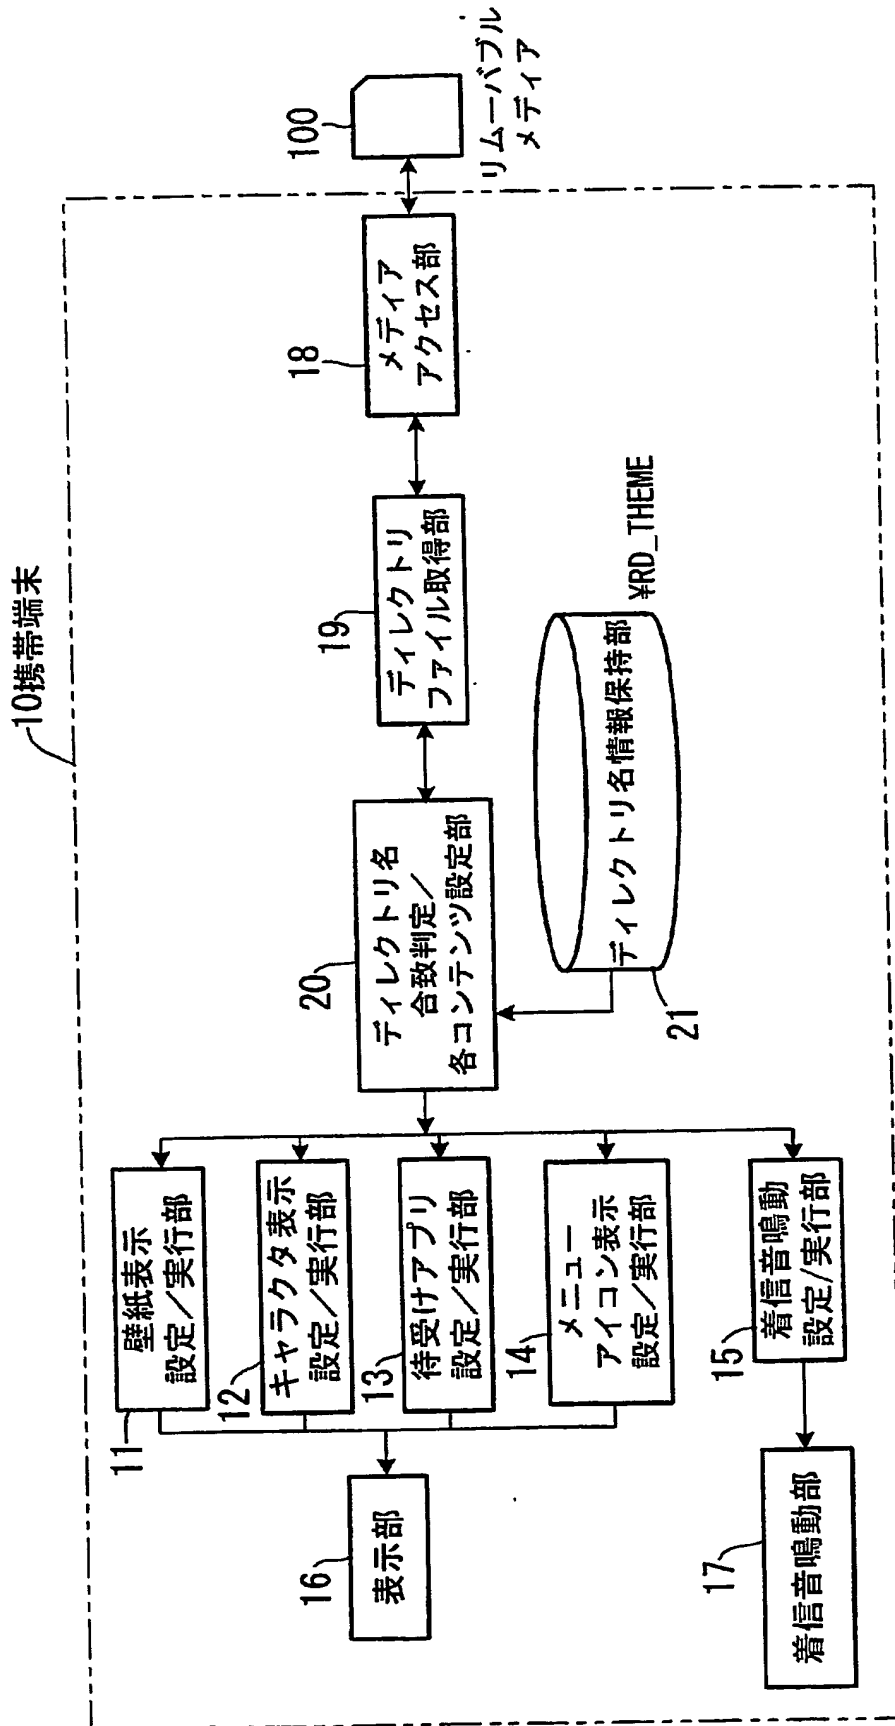 10携帯端末
11
壁紙表示
設定／実行部
12
キャラクタ表示
設定／実行部
13
待受けアプリ
設定／実行部
14
メニュー
アイコン表示
設定／実行部
15
着信音鳴動
設定/実行部
16
表示部
17
着信音鳴動部
20
ディレクトリ名
合致判定／
各コンテンツ設定部
21
ディレクトリ名情報保持部
¥RD_THEME
19
ディレクトリ
ファイル取得部
18
メディア
アクセス部
100
リムーバブル
メディア